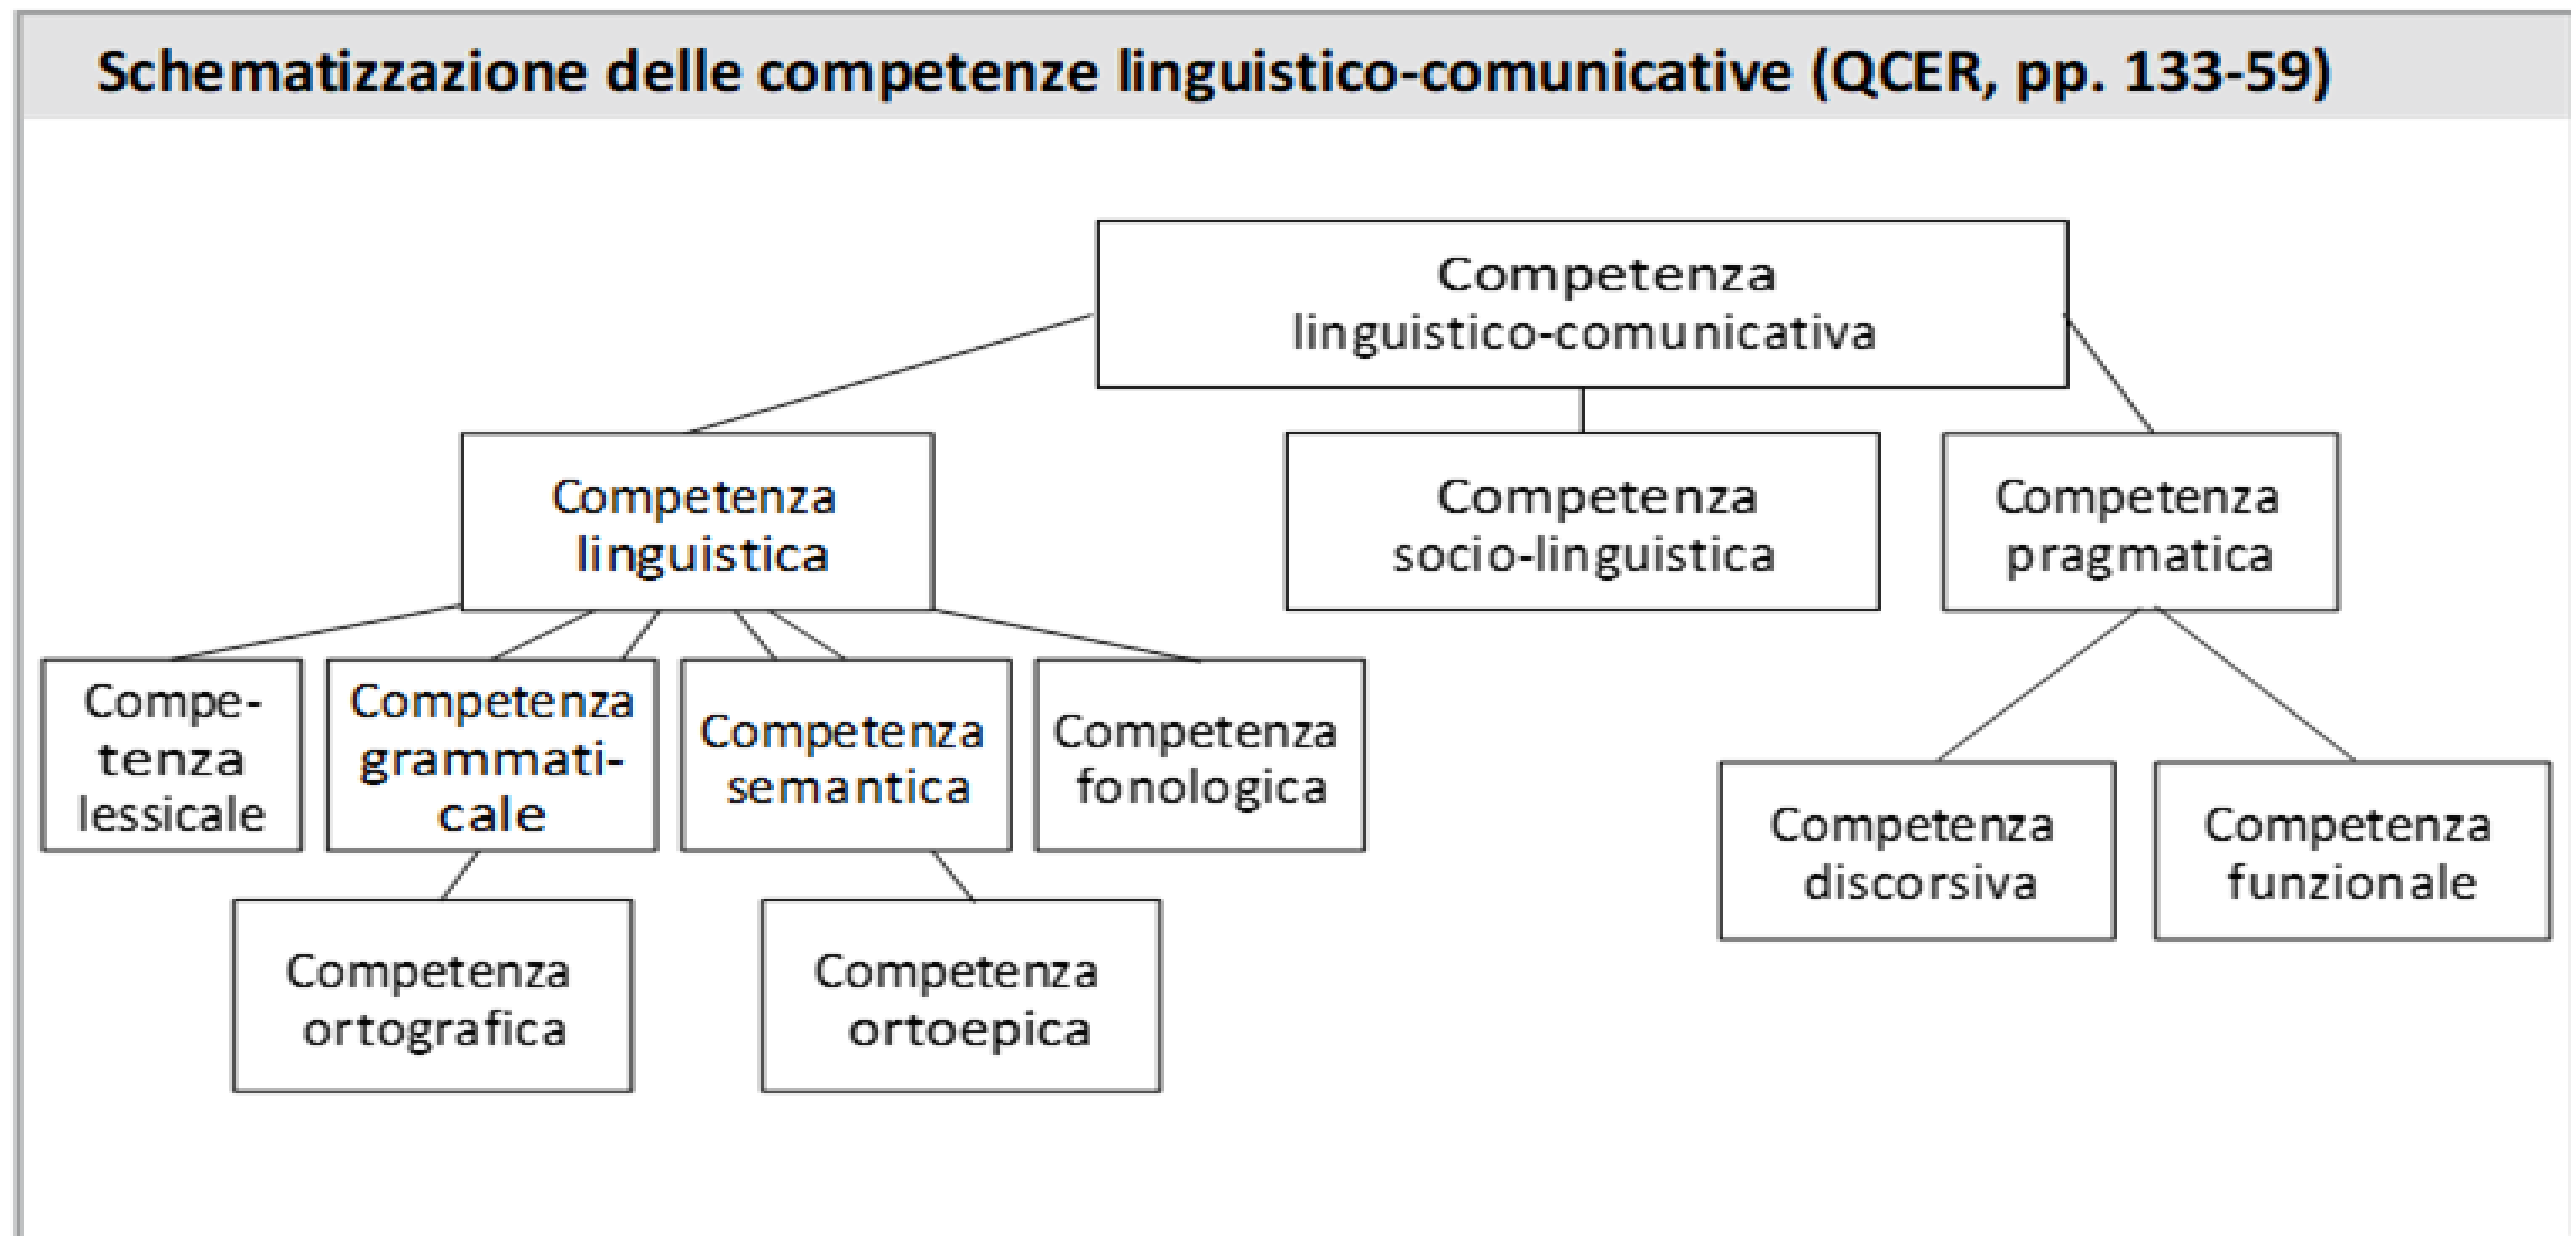 Schematizzazione delle competenze linguistico-comunicative (QCER, pp. 133-59)
Competenza
linguistico-comunicativa
Competenza
linguistica
Competenza
socio-linguistica
Competenza
pragmatica
Compe-
tenza
lessicale
Competenza
grammati-
cale
Competenza
semantica
Competenza
fonologica
Competenza
discorsiva
Competenza
funzionale
Competenza
ortografica
Competenza
ortoepica